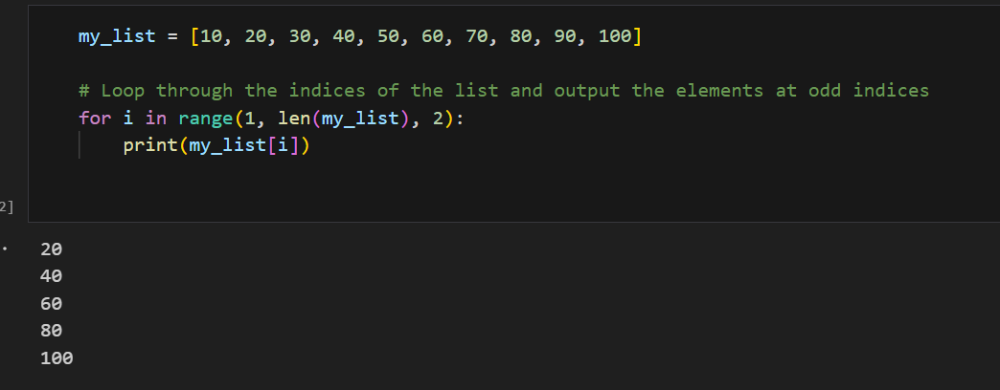 my_list = [10, 20, 30, 40, 50, 60, 70, 80, 90, 100]
# Loop through the indices of the list and output the elements at odd indices
for i in range(1, len(my_list), 2):
    print(my_list[i])
2]
20
40
60
80
100